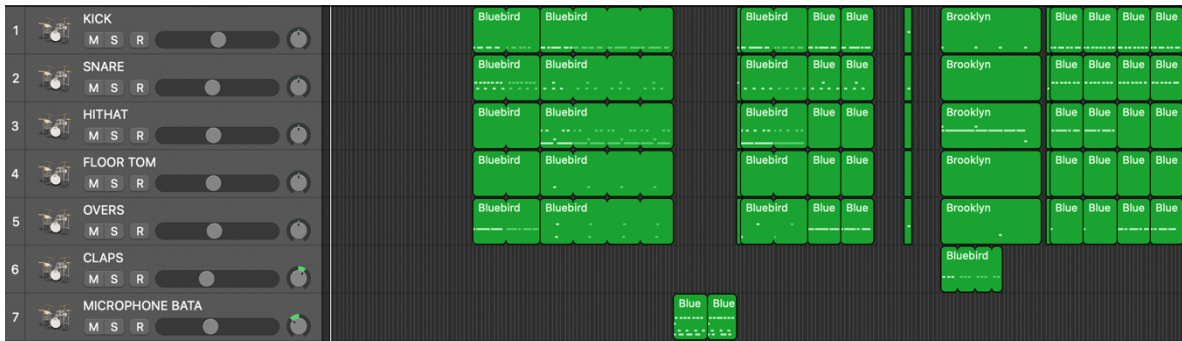 1 KICK Bluebird Bluebird Bluebird Blue Blue Brooklyn Blue Blue Blue Blue
M S R
2 SNARE Bluebird Bluebird Bluebird Blue Blue Brooklyn Blue Blue Blue Blue
M S R
3 HITHAT Bluebird Bluebird Bluebird Blue Blue Brooklyn Blue Blue Blue Blue
M S R
4 FLOOR TOM Bluebird Bluebird Bluebird Blue Blue Brooklyn Blue Blue Blue Blue
M S R
5 OVERS Bluebird Bluebird Bluebird Blue Blue Brooklyn Blue Blue Blue Blue
M S R
6 CLAPS Bluebird
M S R
7 MICROPHONE BATA Blue Blue
M S R